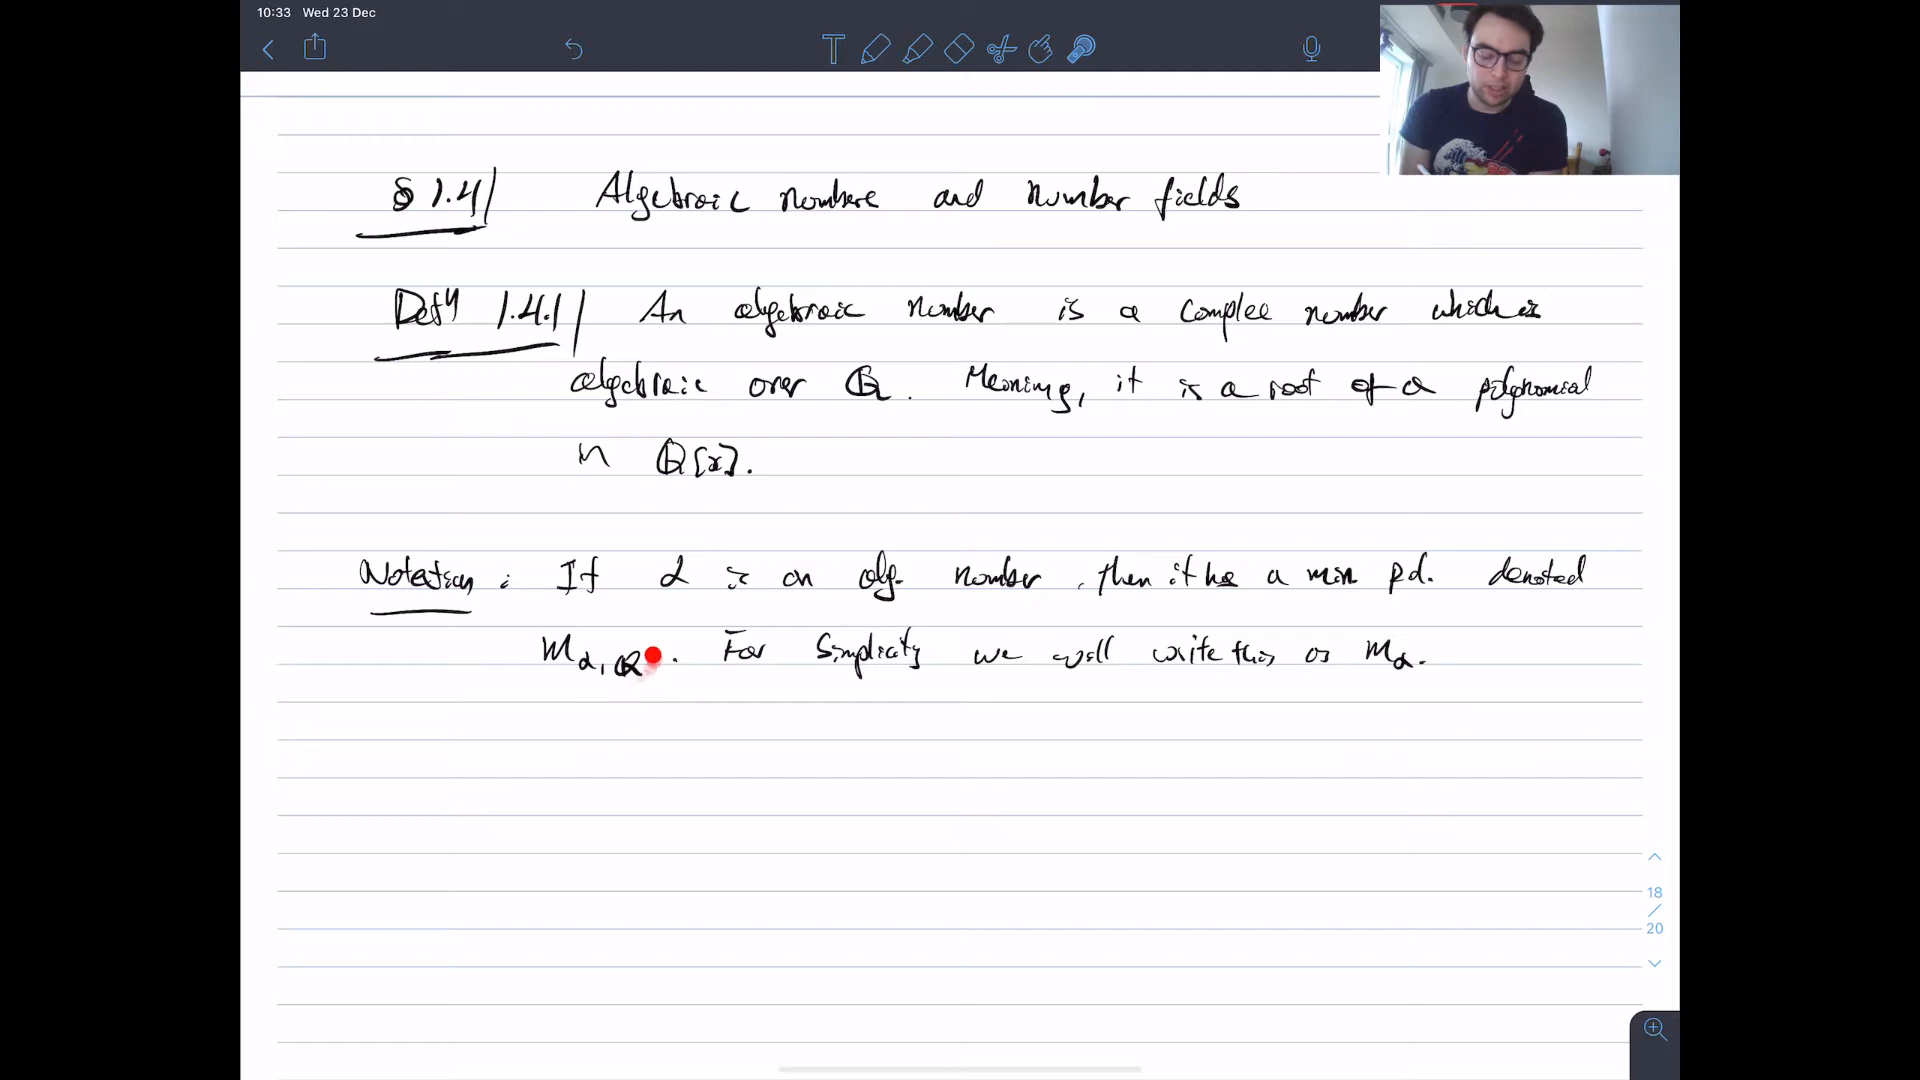 10:33 Wed 23 Dec
§ 1.4 Algebraic numbers and number fields
Defn 1.4.1 An algebraic number is a complex number which is
algebraic over ℚ. Meaning, it is a root of a polynomial
in ℚ[x].
Notation: If α is an alg. number, then it has a min pol. denoted
m_{α,ℚ}. For simplicity we will write this as m_α.
18
/
20